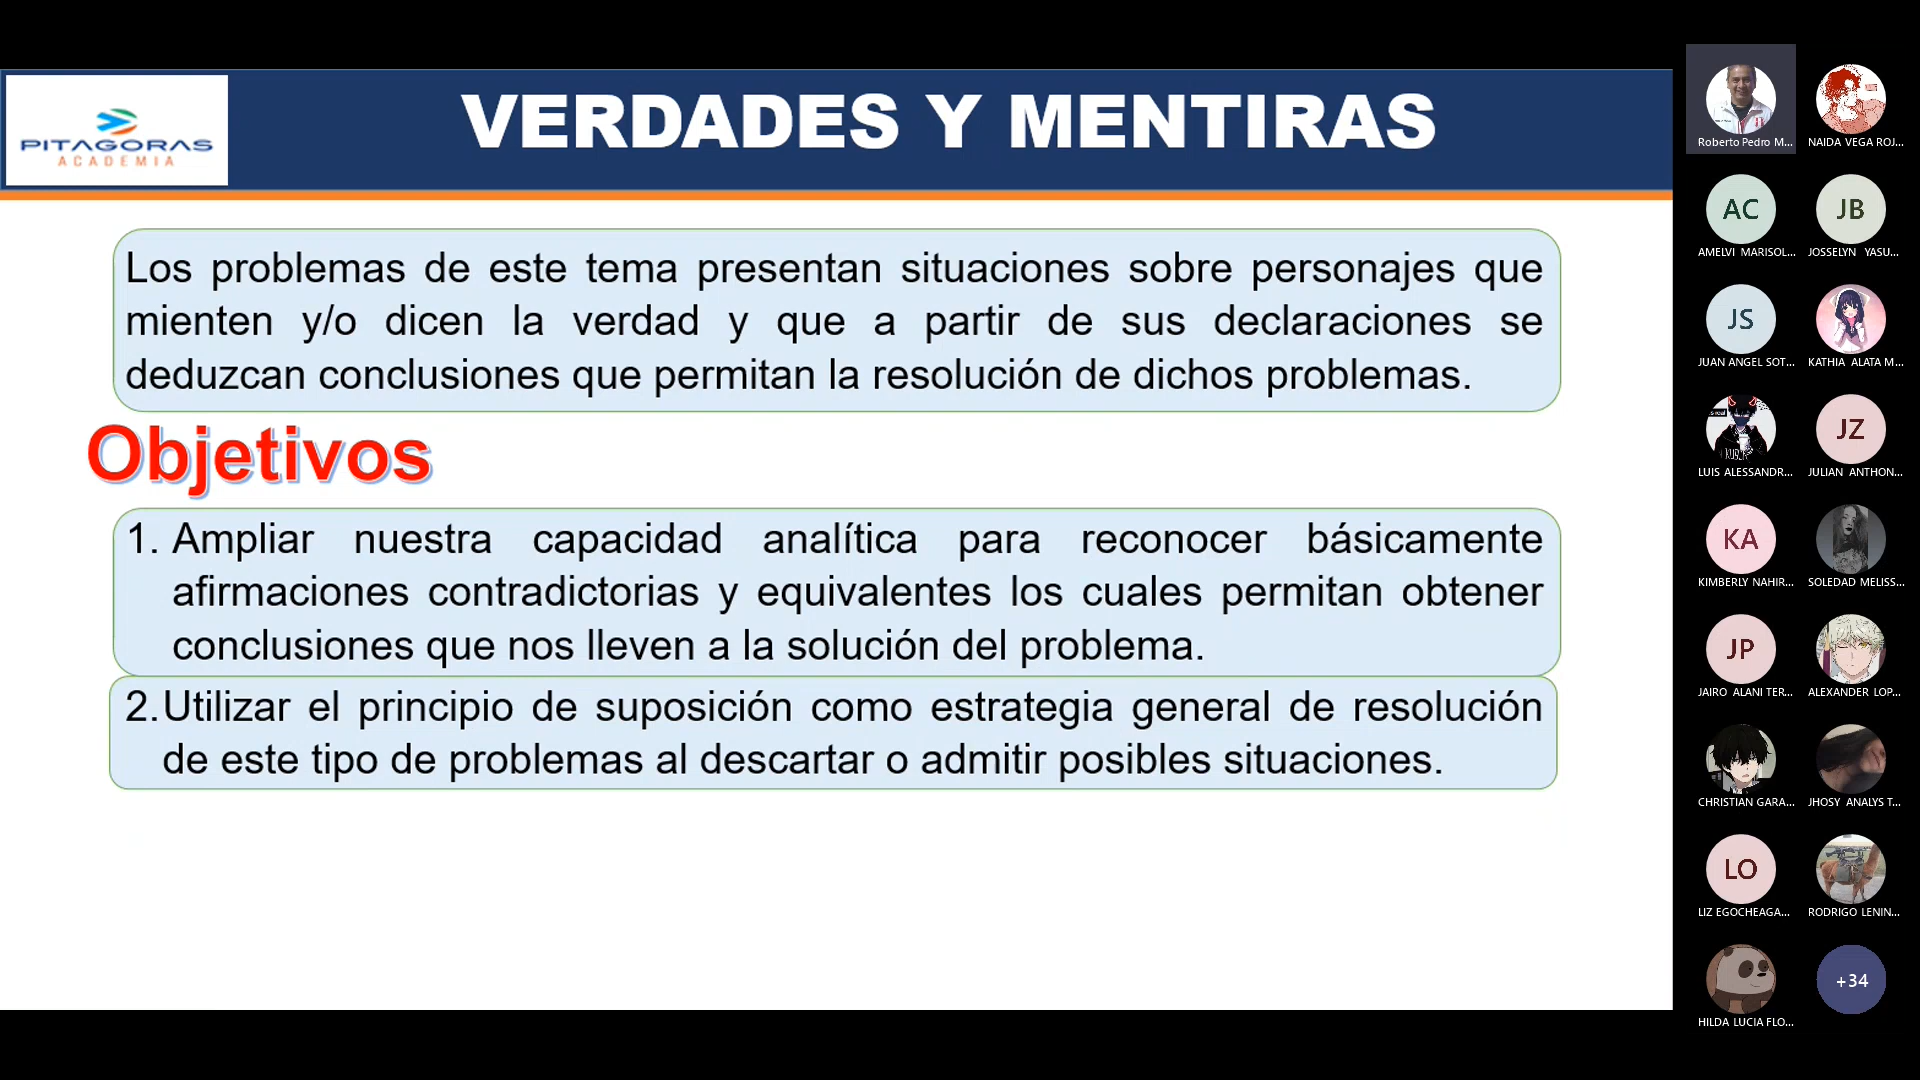 PITAGORAS
ACADEMIA
VERDADES Y MENTIRAS
Los problemas de este tema presentan situaciones sobre personajes que
mienten y/o dicen la verdad y que a partir de sus declaraciones se
deduzcan conclusiones que permitan la resolución de dichos problemas.
Objetivos
1. Ampliar nuestra capacidad analítica para reconocer básicamente
afirmaciones contradictorias y equivalentes los cuales permitan obtener
conclusiones que nos lleven a la solución del problema.
2. Utilizar el principio de suposición como estrategia general de resolución
de este tipo de problemas al descartar o admitir posibles situaciones.
Roberto Pedro M...
NAIDA VEGA ROJ...
AC
AMELVI MARISOL...
JB
JOSSELYN YASU...
JS
JUAN ANGEL SOT...
KATHIA ALATA M...
LUIS ALESSANDR...
JZ
JULIAN ANTHON...
KA
KIMBERLY NAHIR...
SOLEDAD MELISS...
JP
JAIRO ALANI TER...
ALEXANDER LOP...
CHRISTIAN GARA...
JHOSY ANALYS T...
LO
LIZ EGOCHEAGA...
RODRIGO LENIN...
HILDA LUCIA FLO...
+34